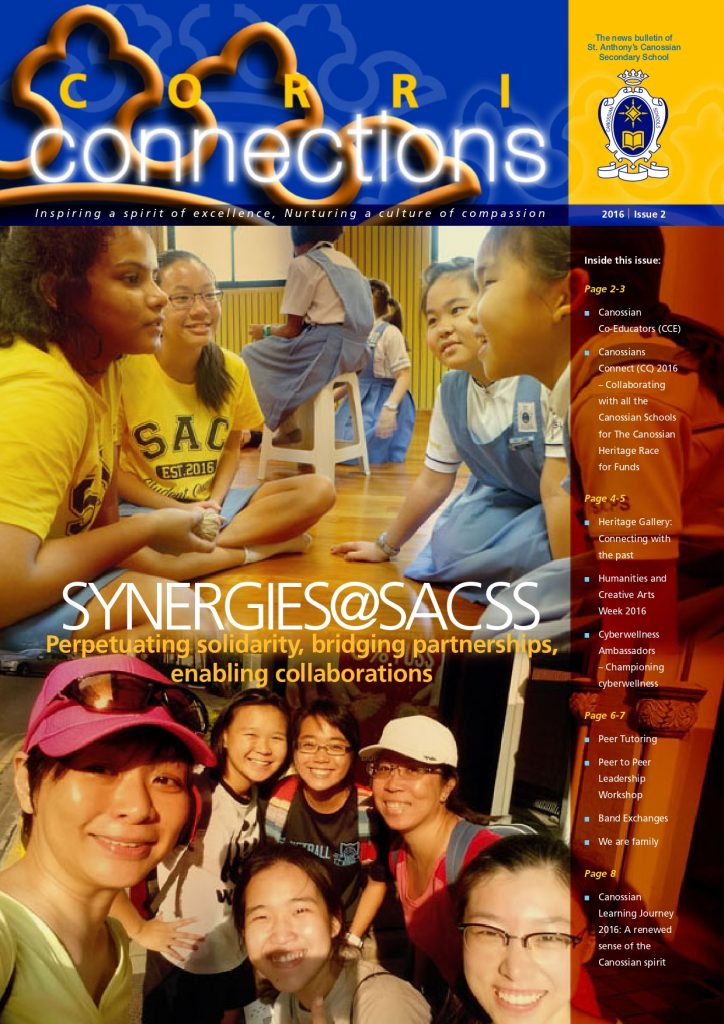 The news bulletin of
St. Anthony's Canossian
Secondary School
CORRI
connections
Inspiring a spirit of excellence, Nurturing a culture of compassion
2016 | Issue 2
Inside this issue:
Page 2-3
Canossian
Co-Educators (CCE)
Canossians
Connect (CC) 2016
– Collaborating
with all the
Canossian Schools
for The Canossian
Heritage Race
for Funds
Page 4-5
Heritage Gallery:
Connecting with
the past
Humanities and
Creative Arts
Week 2016
Cyberwellness
Ambassadors
– Championing
cyberwellness
Page 6-7
Peer Tutoring
Peer to Peer
Leadership
Workshop
Band Exchanges
We are family
Page 8
Canossian
Learning Journey
2016: A renewed
sense of the
Canossian spirit
SAC
EST.2016
SYNERGIES@SACSS
Perpetuating solidarity, bridging partnerships,
enabling collaborations